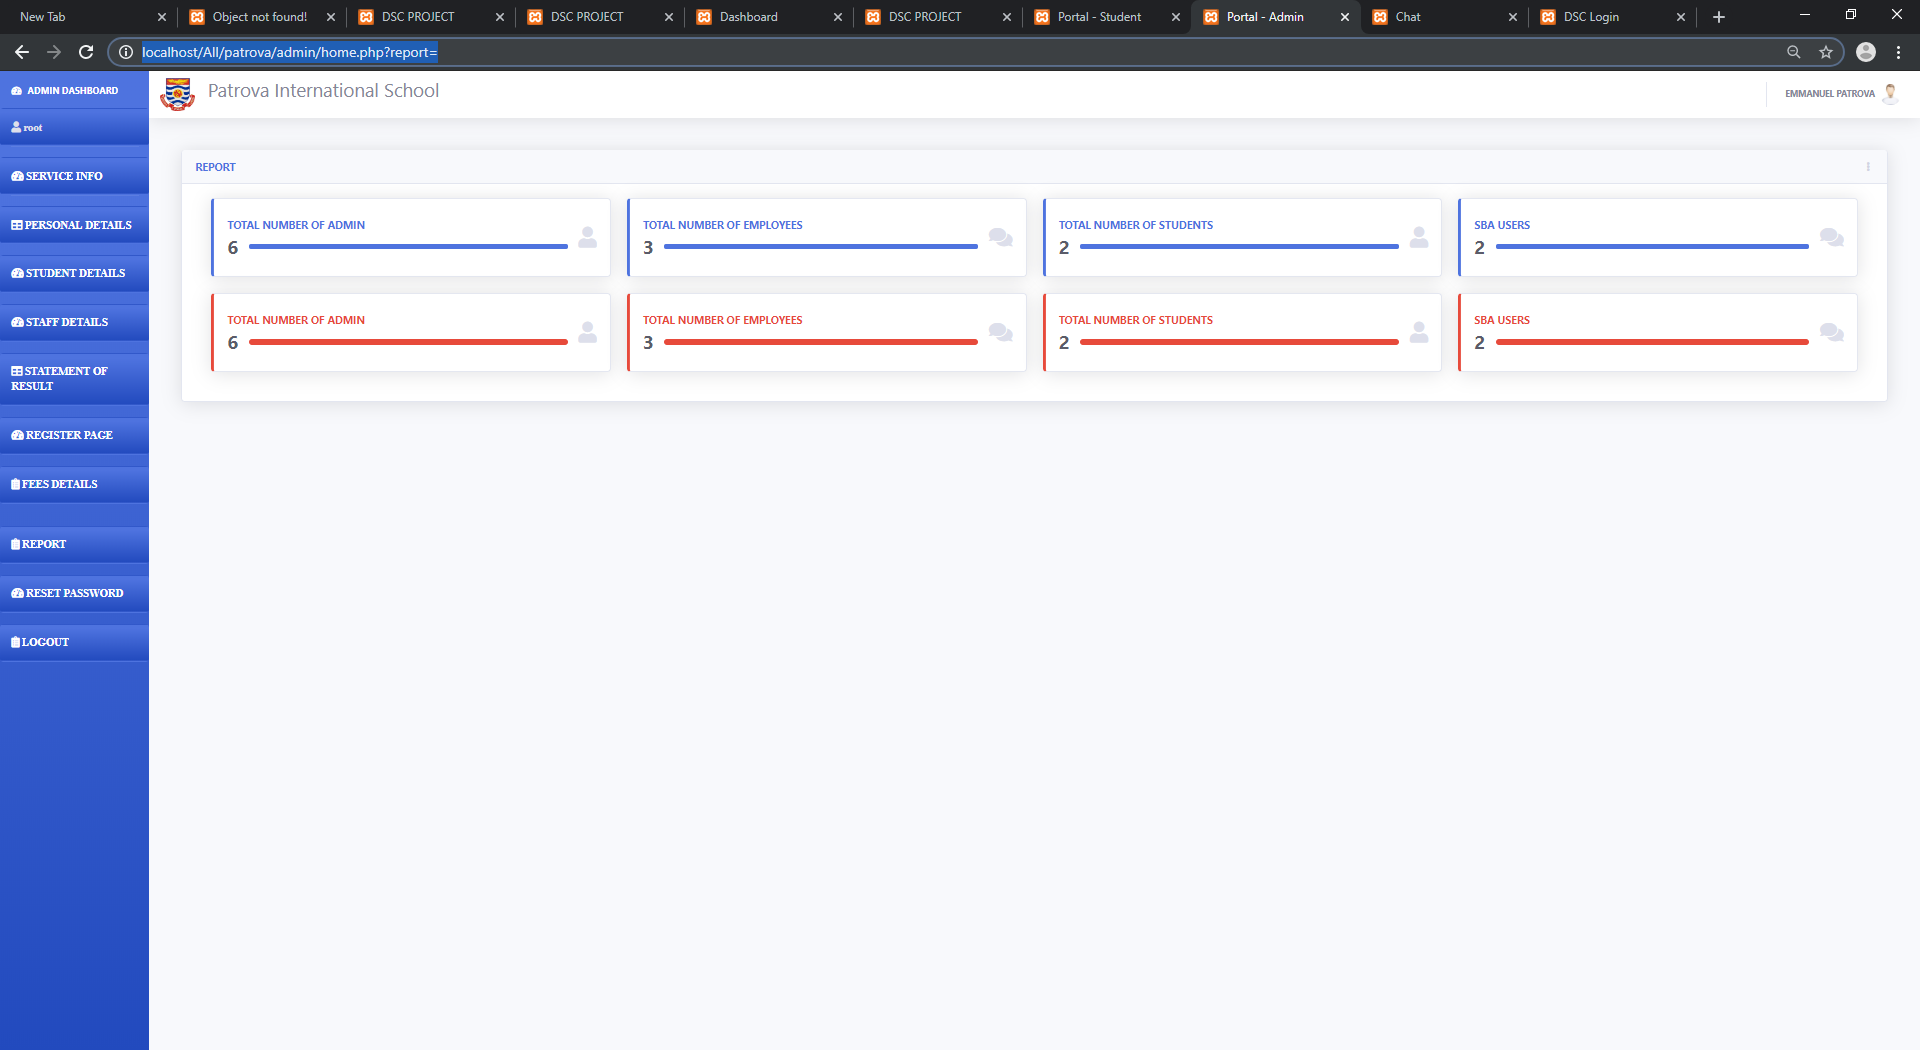 New Tab
Object not found!
DSC PROJECT
DSC PROJECT
Dashboard
DSC PROJECT
Portal - Student
Portal - Admin
Chat
DSC Login
localhost/All/patrova/admin/home.php?report=
ADMIN DASHBOARD
root
SERVICE INFO
PERSONAL DETAILS
STUDENT DETAILS
STAFF DETAILS
STATEMENT OF
RESULT
REGISTER PAGE
FEES DETAILS
REPORT
RESET PASSWORD
LOGOUT
Patrova International School
EMMANUEL PATROVA
REPORT
TOTAL NUMBER OF ADMIN
6
TOTAL NUMBER OF EMPLOYEES
3
TOTAL NUMBER OF STUDENTS
2
SBA USERS
2
TOTAL NUMBER OF ADMIN
6
TOTAL NUMBER OF EMPLOYEES
3
TOTAL NUMBER OF STUDENTS
2
SBA USERS
2